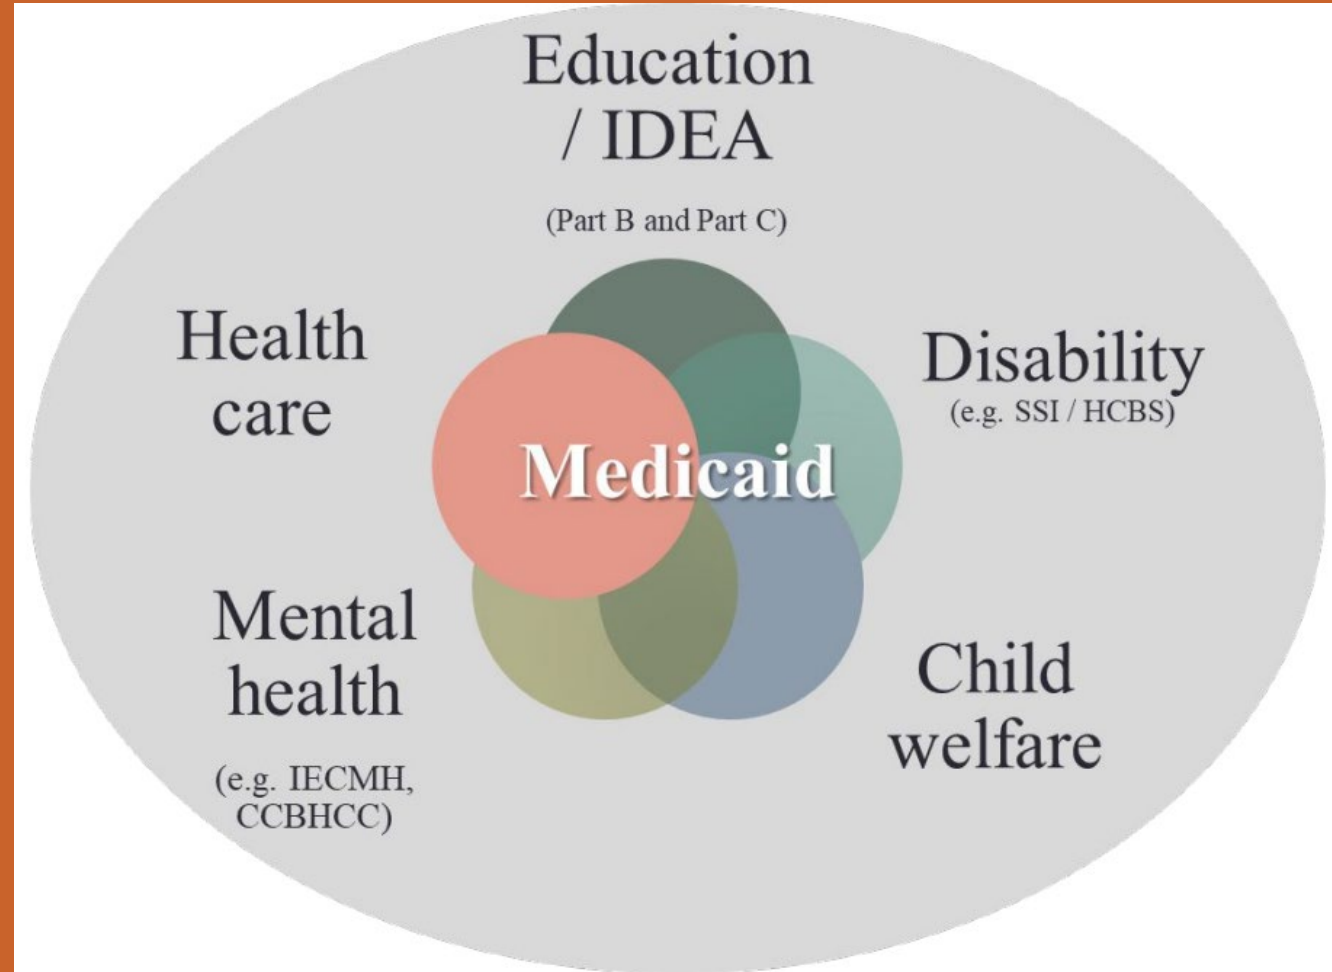 Education
/ IDEA
(Part B and Part C)
Health
care
Disability
(e.g. SSI / HCBS)
Medicaid
Mental
health
(e.g. IECMH,
CCBHCC)
Child
welfare